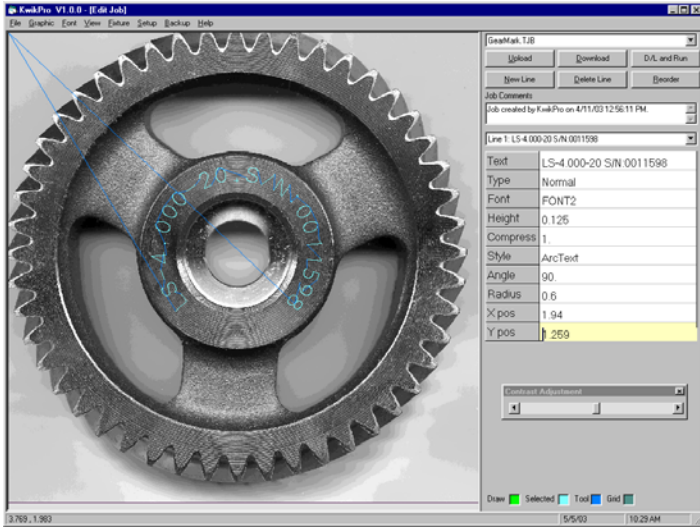 KwikPro V1.0.0 - [Edit Job]
File Graphic Font View Fixture Setup Backup Help
LS-4.000-20-S/N:0011598
GearMark.TJB
Upload Download D/L and Run
New Line Delete Line Reorder
Job Comments
Job created by KwikPro on 4/11/03 12:56:11 PM.
Line 1: LS-4.000-20 S/N:0011598
Text LS-4.000-20 S/N:0011598
Type Normal
Font FONT2
Height 0.125
Compress 1.
Style ArcText
Angle 90.
Radius 0.6
X pos 1.94
Y pos 1.259
Contrast Adjustment
Draw Selected Tool Grid
3.769 , 1.983 5/5/03 10:29 AM